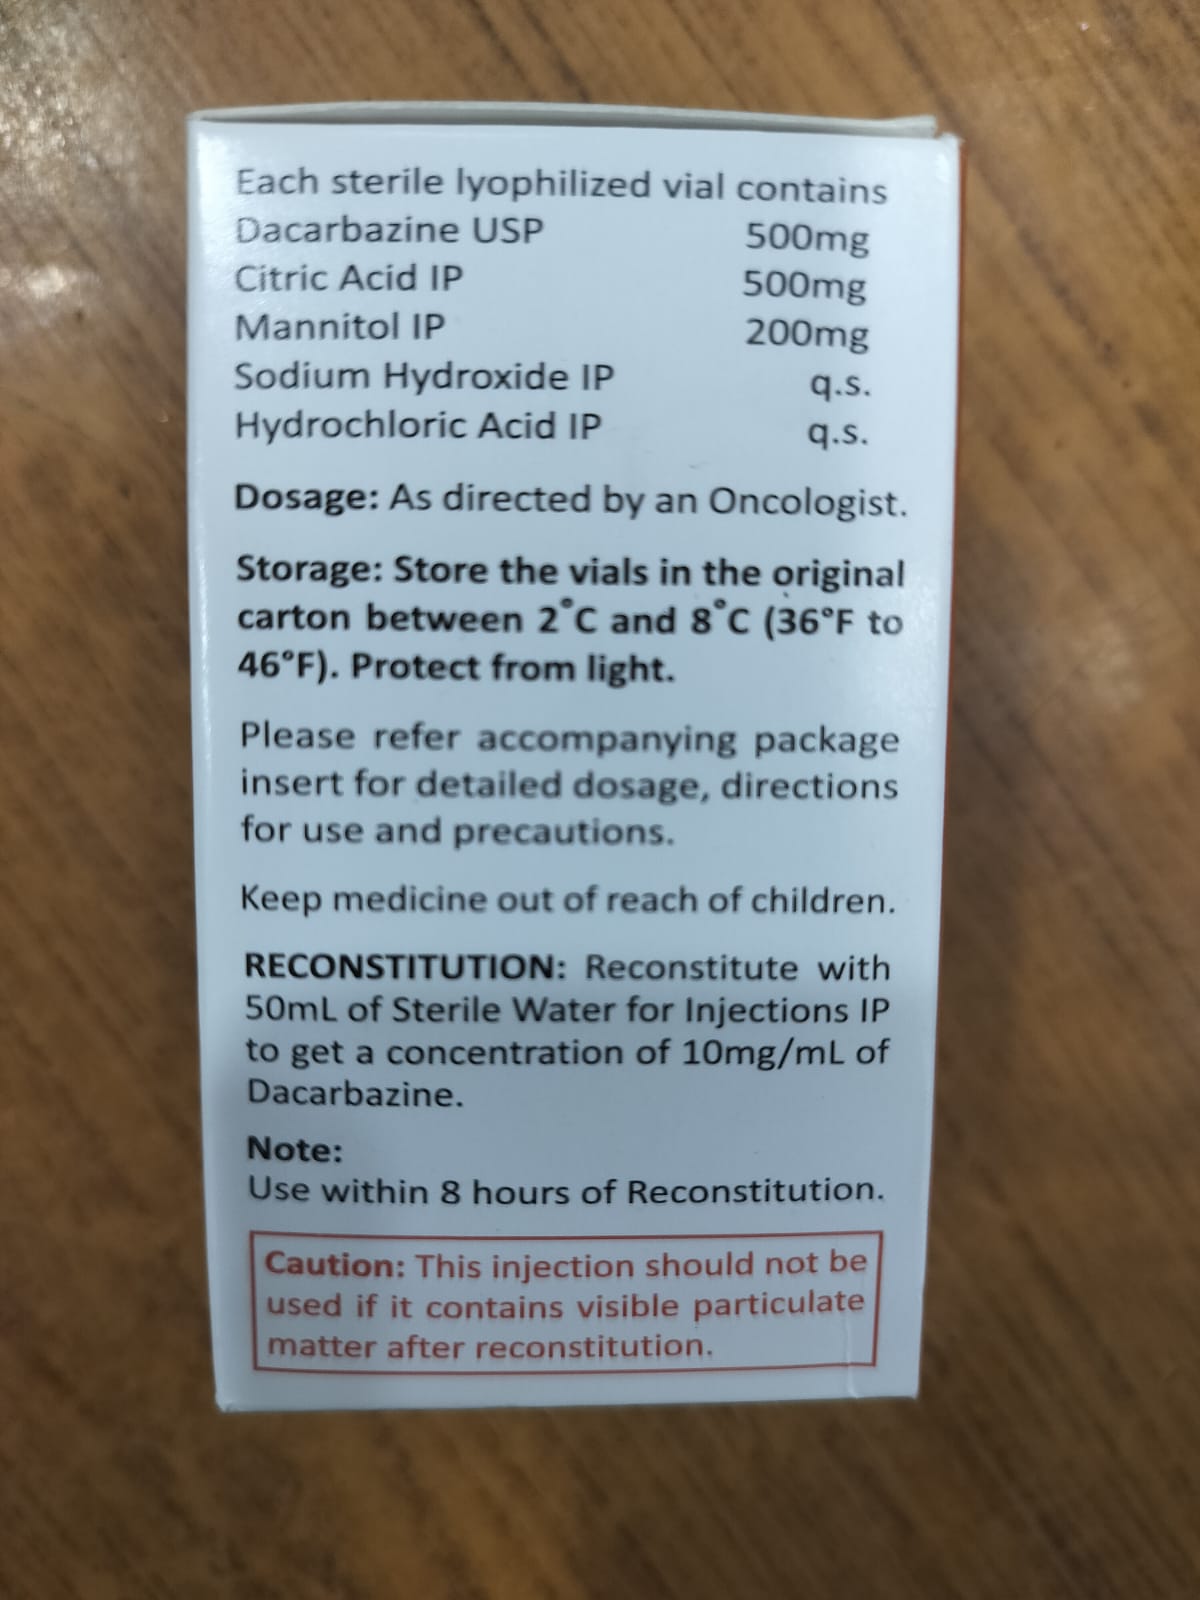 Each sterile lyophilized vial contains
Dacarbazine USP 500mg
Citric Acid IP 500mg
Mannitol IP 200mg
Sodium Hydroxide IP q.s.
Hydrochloric Acid IP q.s.
Dosage: As directed by an Oncologist.
Storage: Store the vials in the original
carton between 2°C and 8°C (36°F to
46°F). Protect from light.
Please refer accompanying package
insert for detailed dosage, directions
for use and precautions.
Keep medicine out of reach of children.
RECONSTITUTION: Reconstitute with
50mL of Sterile Water for Injections IP
to get a concentration of 10mg/mL of
Dacarbazine.
Note:
Use within 8 hours of Reconstitution.
Caution: This injection should not be
used if it contains visible particulate
matter after reconstitution.